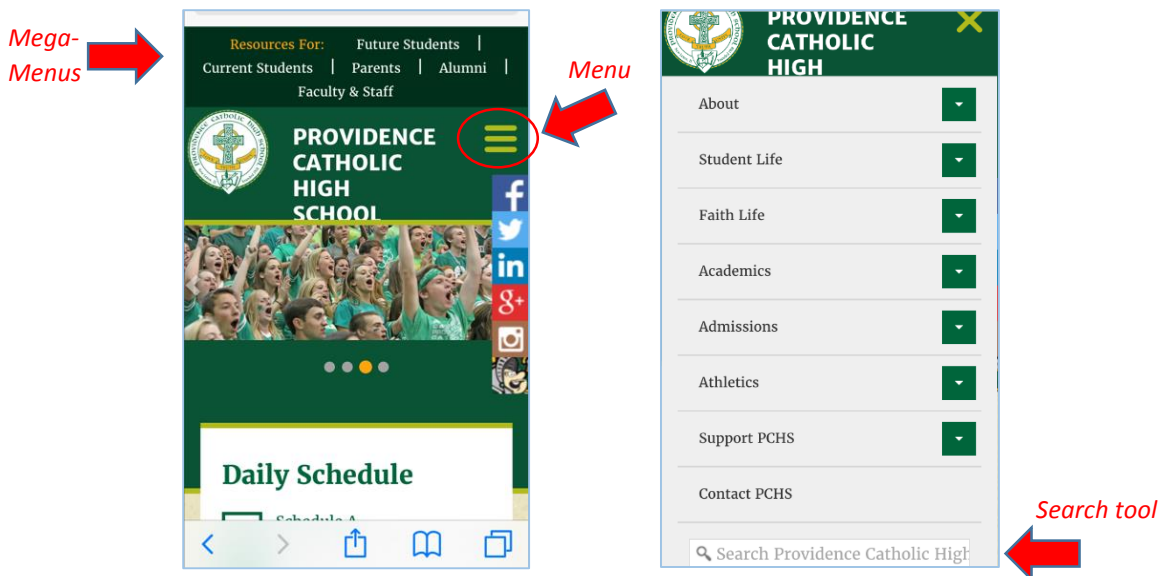 Mega-
Menus
Resources For: Future Students |
Current Students | Parents | Alumni |
Faculty & Staff
PROVIDENCE
CATHOLIC
HIGH
SCHOOL
f
in
g+
Daily Schedule
Schedule A
Menu
PROVIDENCE
CATHOLIC
HIGH
About
Student Life
Faith Life
Academics
Admissions
Athletics
Support PCHS
Contact PCHS
Search Providence Catholic High
Search tool